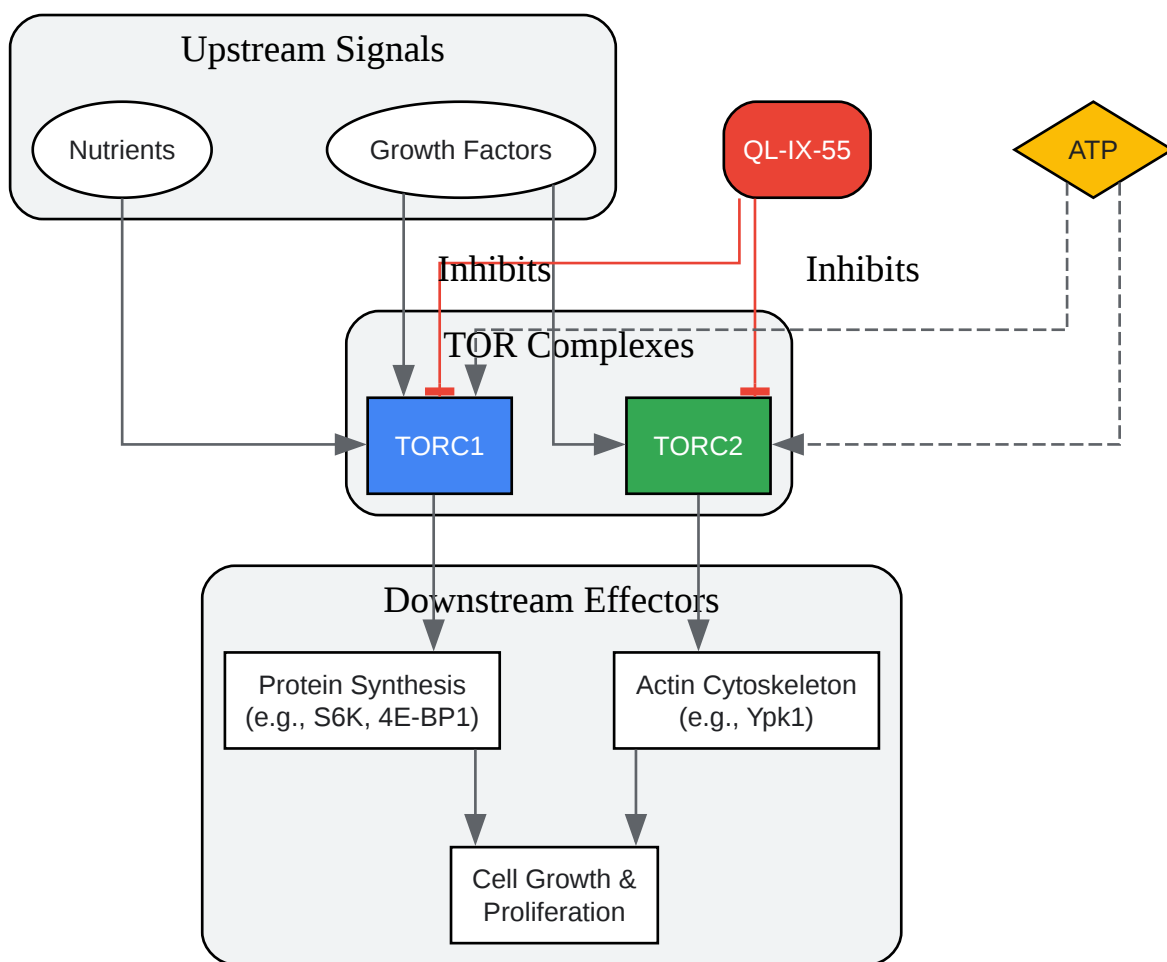 Upstream Signals
Nutrients
Growth Factors
QL-IX-55
ATP
Inhibits
Inhibits
TOR Complexes
TORC1
TORC2
Downstream Effectors
Protein Synthesis
(e.g., S6K, 4E-BP1)
Actin Cytoskeleton
(e.g., Ypk1)
Cell Growth &
Proliferation